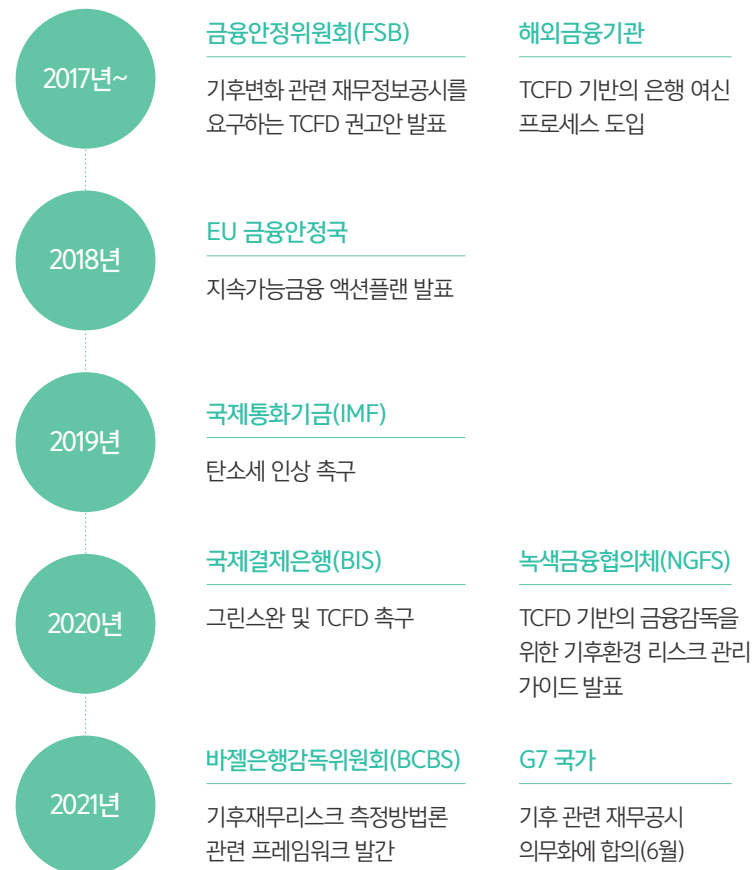 2017년~
금융안정위원회(FSB)
기후변화 관련 재무정보공시를
요구하는 TCFD 권고안 발표
해외금융기관
TCFD 기반의 은행 여신
프로세스 도입
2018년
EU 금융안정국
지속가능금융 액션플랜 발표
2019년
국제통화기금(IMF)
탄소세 인상 촉구
2020년
국제결제은행(BIS)
그린스완 및 TCFD 촉구
녹색금융협의체(NGFS)
TCFD 기반의 금융감독을
위한 기후환경 리스크 관리
가이드 발표
2021년
바젤은행감독위원회(BCBS)
기후재무리스크 측정방법론
관련 프레임워크 발간
G7 국가
기후 관련 재무공시
의무화에 합의(6월)